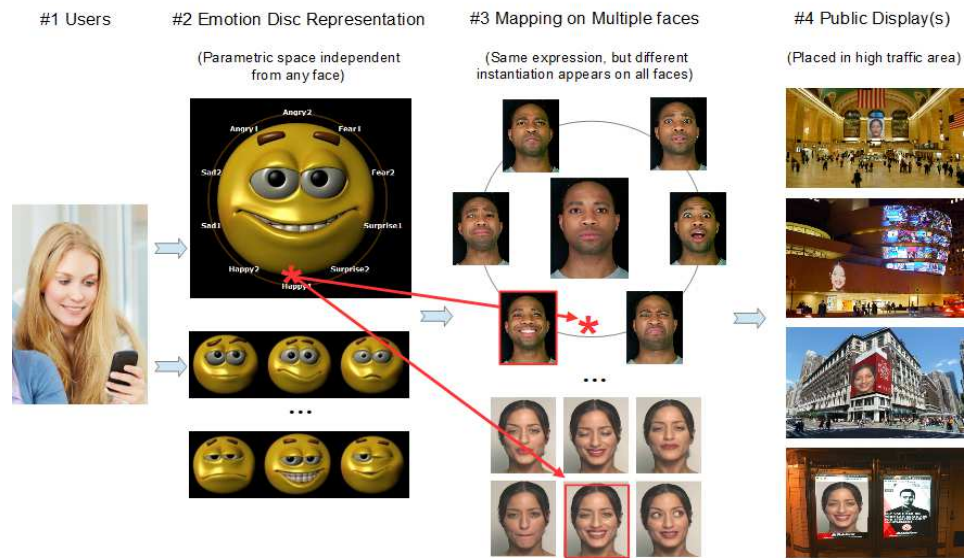 #1 Users
#2 Emotion Disc Representation
(Parametric space independent
from any face)
#3 Mapping on Multiple faces
(Same expression, but different
instantiation appears on all faces)
#4 Public Display(s)
(Placed in high traffic area)
Angry2
Angry1
Fear1
Sad2
Fear2
Sad1
Surprise1
Happy2
Surprise2
Happy1
...
...